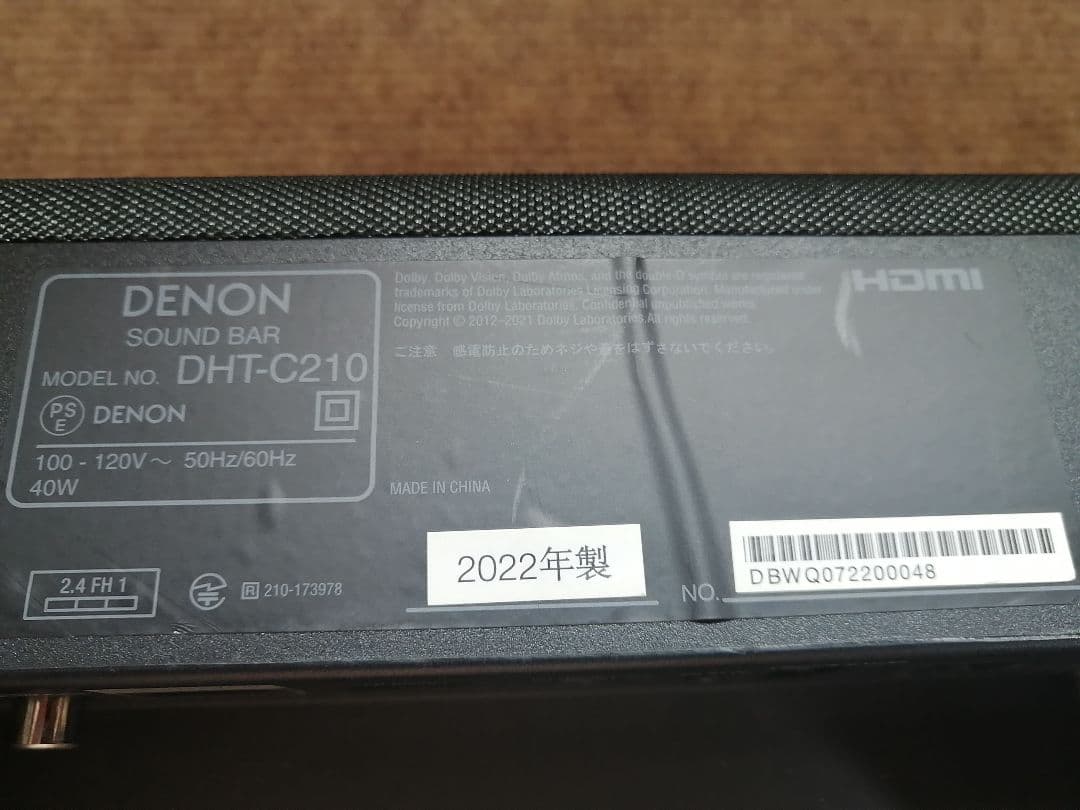 DENON
SOUND BAR
MODEL NO. DHT-C210
PSE DENON
100 - 120V～ 50Hz/60Hz
40W
Dolby, Dolby Vision, Dolby Atmos, and the double-D symbol are registered
trademarks of Dolby Laboratories Licensing Corporation. Manufactured under
license from Dolby Laboratories. Confidential unpublished works.
Copyright © 2012-2021 Dolby Laboratories. All rights reserved.
ご注意 感電防止のためネジや蓋をはずさないでください。
HDMI
MADE IN CHINA
2.4 FH 1
R 210-173978
2022年製
NO. DBWQ072200048